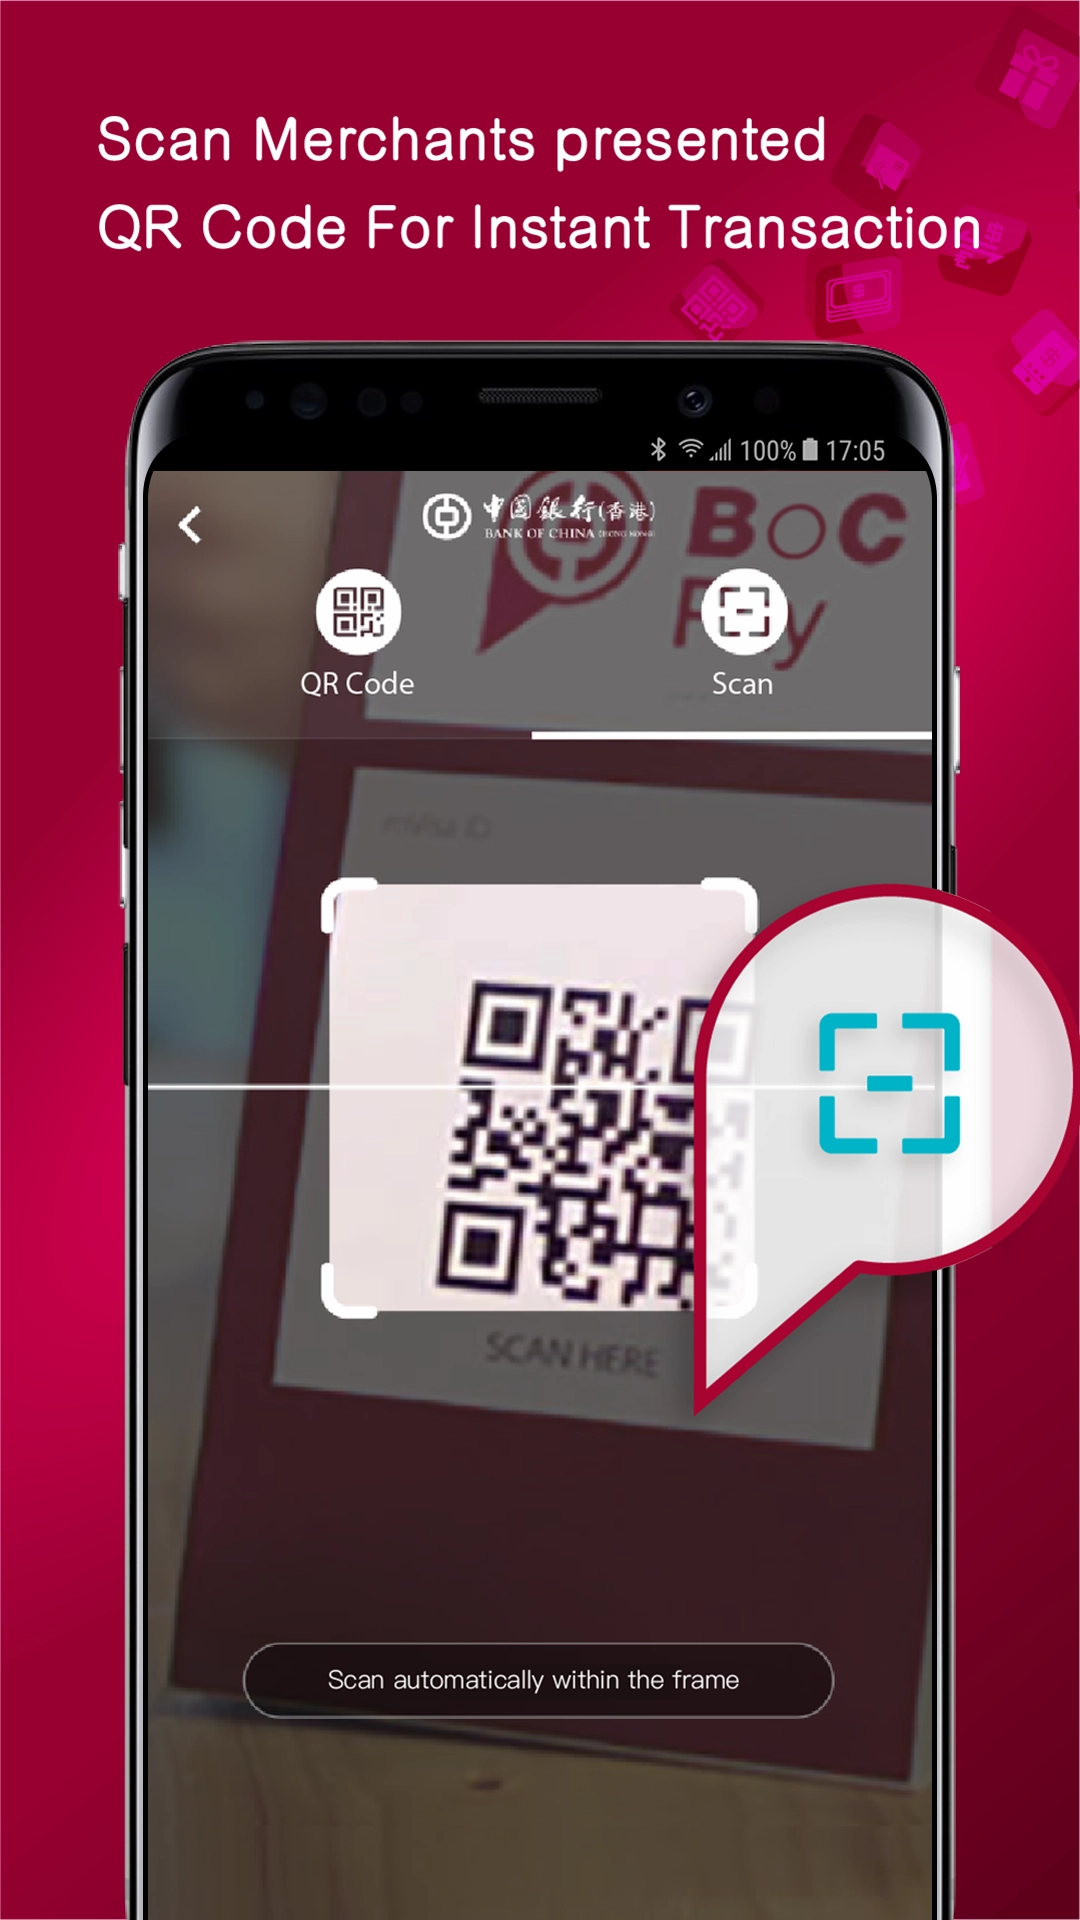 Scan Merchants presented
QR Code For Instant Transaction
100% 17:05
中國銀行(香港)
BANK OF CHINA (HONG KONG)
BoC
Pay
QR Code
Scan
SCAN HERE
Scan automatically within the frame